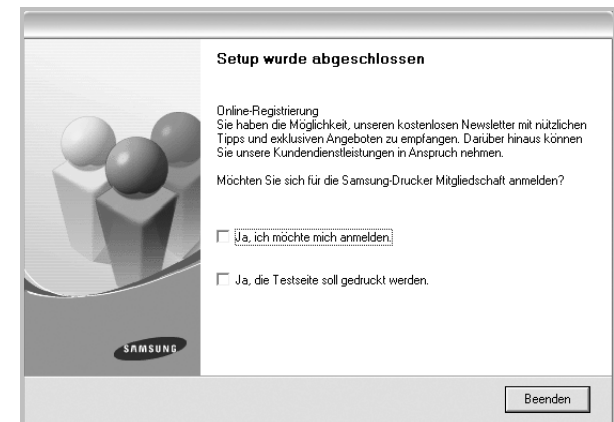 Setup wurde abgeschlossen
Online-Registrierung
Sie haben die Möglichkeit, unseren kostenlosen Newsletter mit nützlichen
Tipps und exklusiven Angeboten zu empfangen. Darüber hinaus können
Sie unsere Kundendienstleistungen in Anspruch nehmen.
Möchten Sie sich für die Samsung-Drucker Mitgliedschaft anmelden?
Ja, ich möchte mich anmelden.
Ja, die Testseite soll gedruckt werden.
SAMSUNG
Beenden